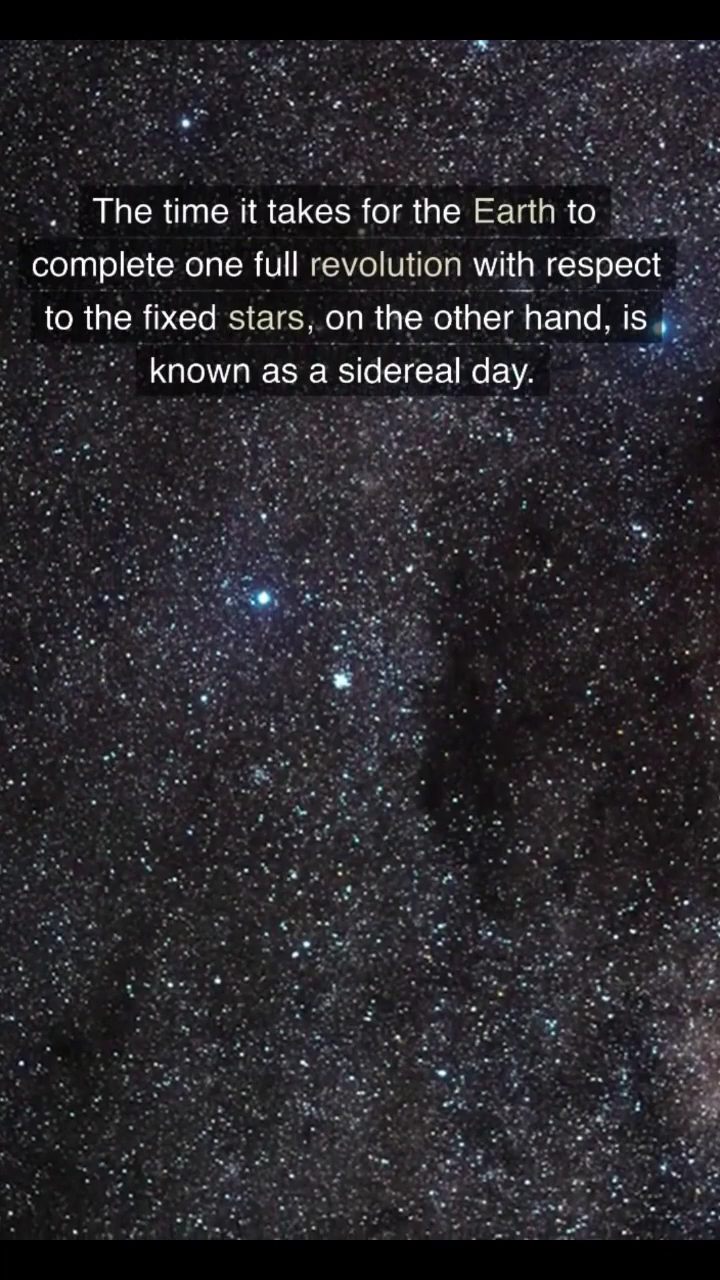 The time it takes for the Earth to
complete one full revolution with respect
to the fixed stars, on the other hand, is
known as a sidereal day.